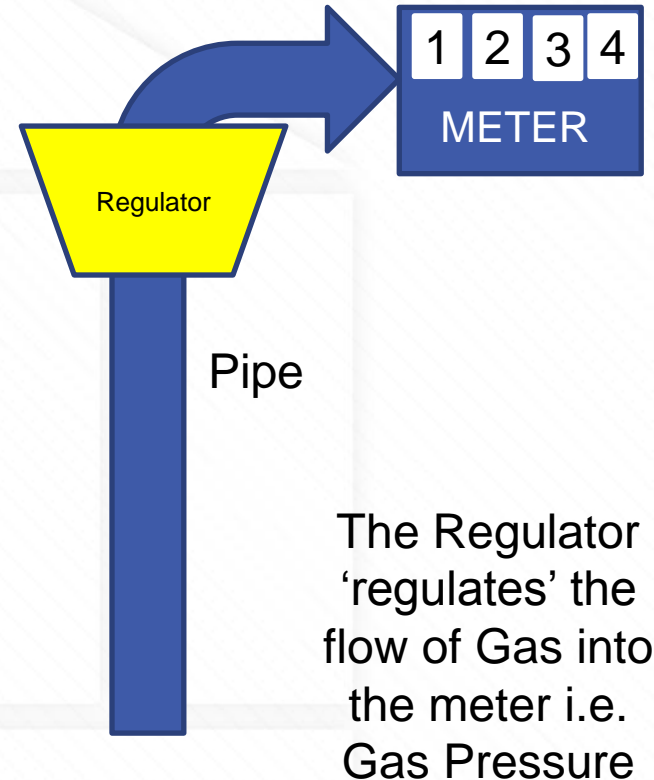 1 2 3 4
METER
Regulator
Pipe
The Regulator
‘regulates’ the
flow of Gas into
the meter i.e.
Gas Pressure